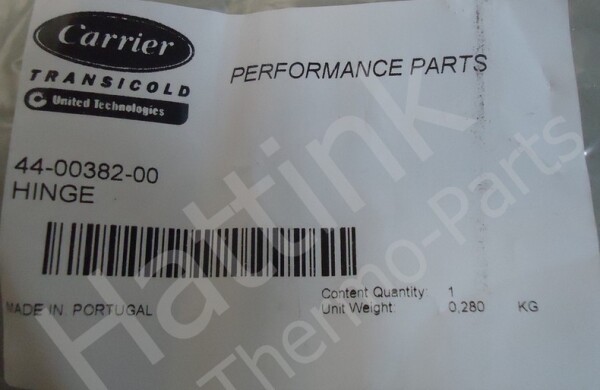 Carrier
TRANSICOLD
United Technologies
PERFORMANCE PARTS
44-00382-00
HINGE
MADE IN PORTUGAL
Content Quantity: 1
Unit Weight: 0,280 KG
Hattink
Thermo-Parts